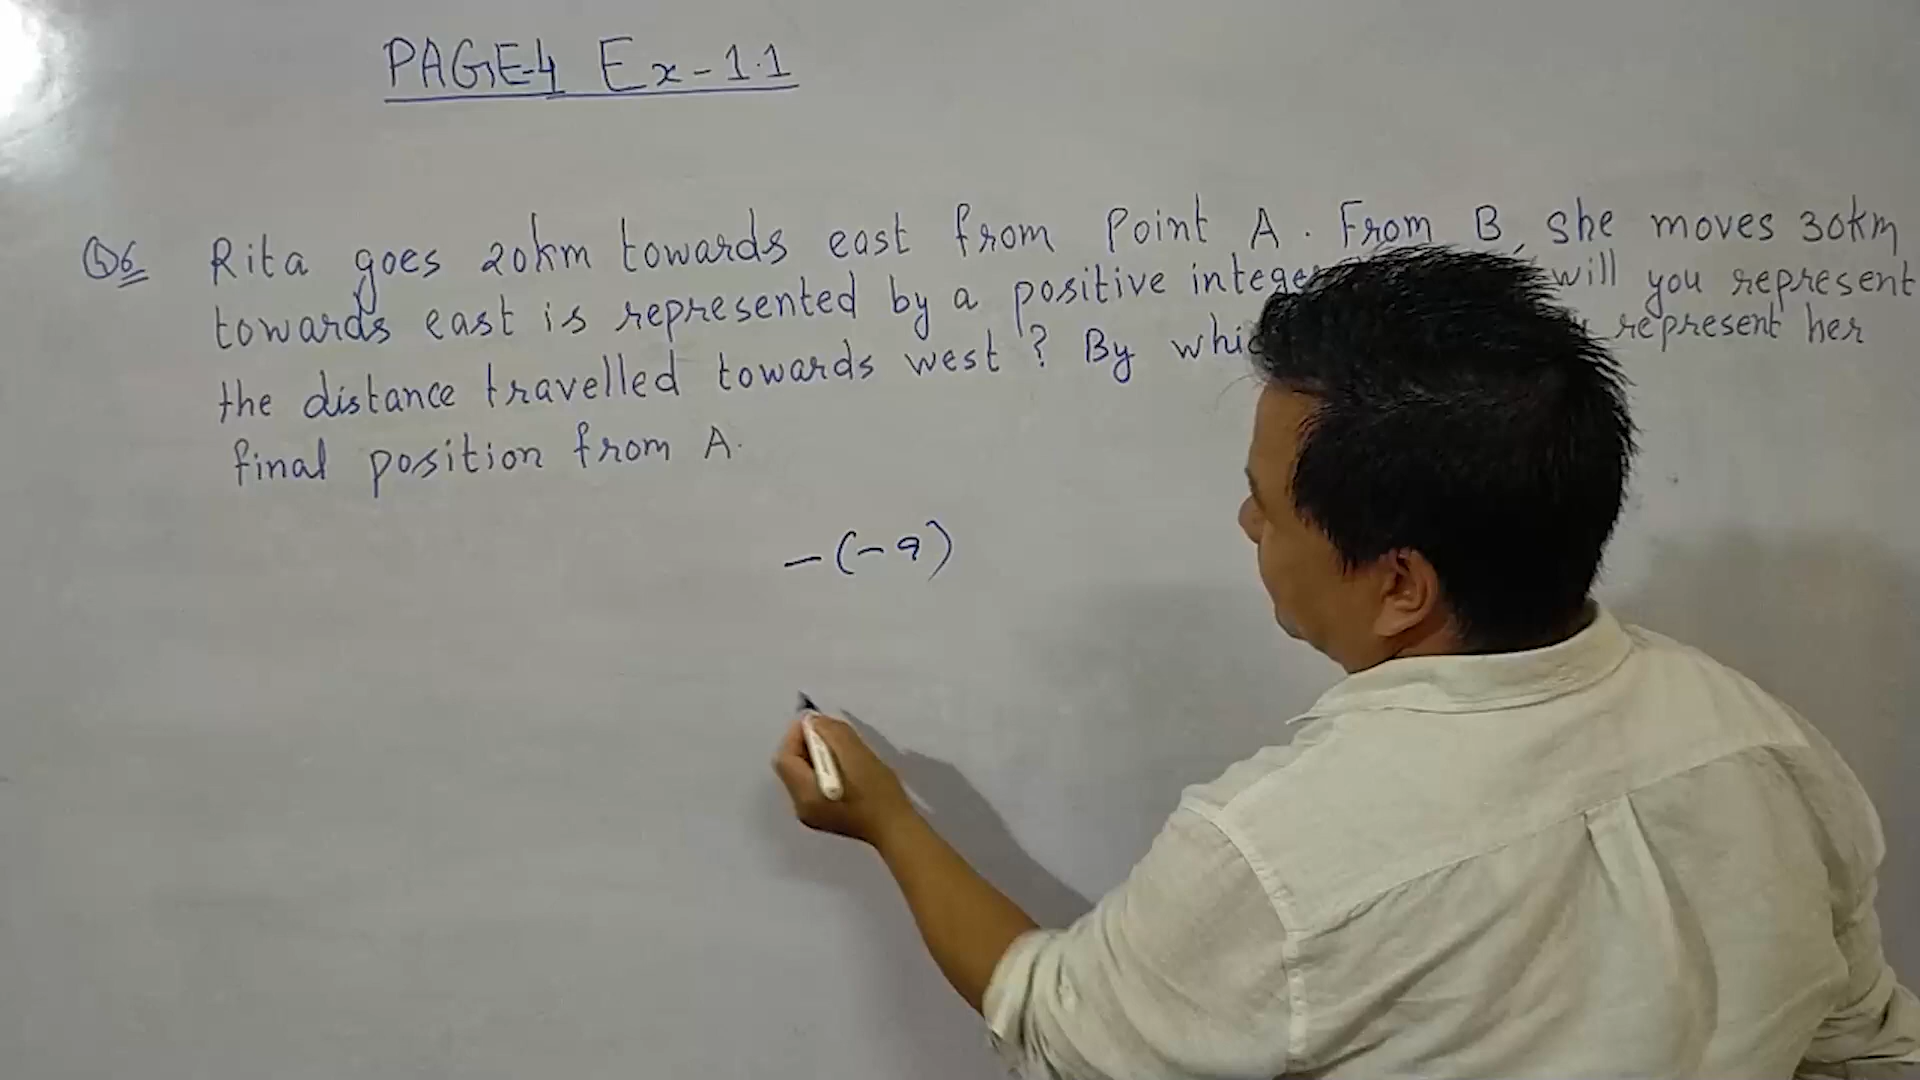 PAGE-4 Ex-1.1
Q6 Rita goes 20km towards east from Point A. From B, she moves 30km
towards east is represented by a positive will you represent
the distance travelled towards west? By represent her
final position from A.
-(-9)